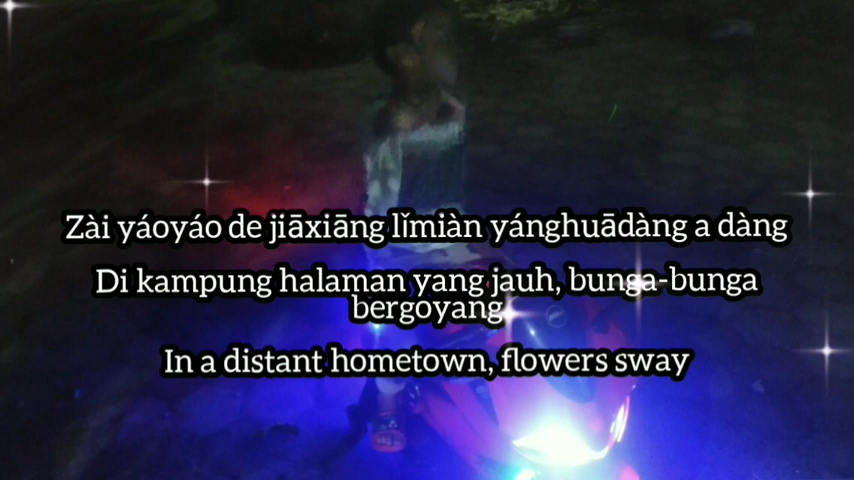 Zài yáoyáo de jiāxiāng lǐmiàn yánghuādàng a dàng
Di kampung halaman yang jauh, bunga-bunga
bergoyang
In a distant hometown, flowers sway